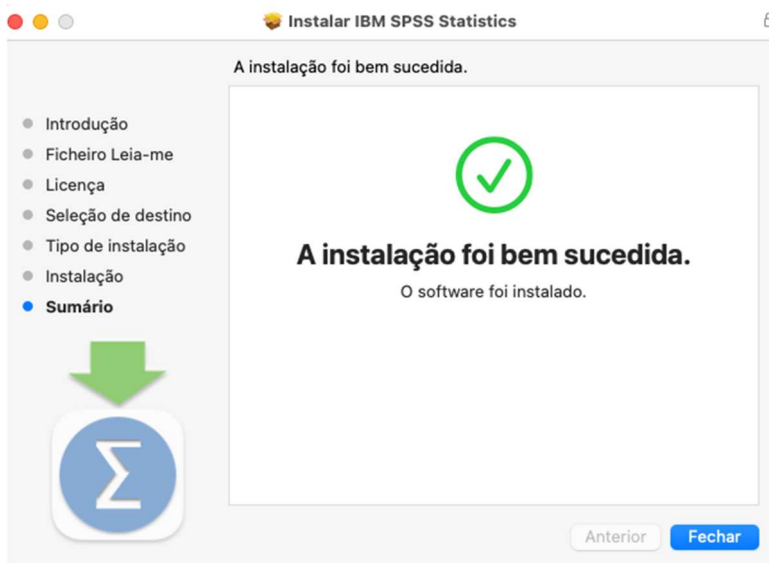 Instalar IBM SPSS Statistics
A instalação foi bem sucedida.
Introdução
Ficheiro Leia-me
Licença
Seleção de destino
Tipo de instalação
Instalação
Sumário
A instalação foi bem sucedida.
O software foi instalado.
Σ
Anterior
Fechar